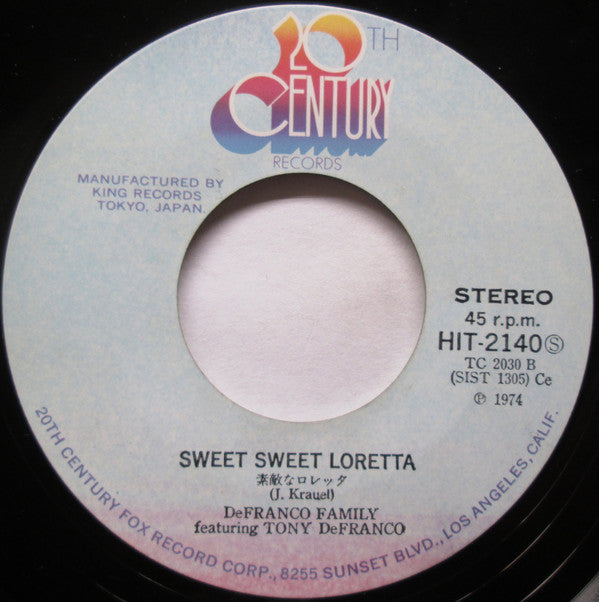 20TH
CENTURY
RECORDS
MANUFACTURED BY
KING RECORDS
TOKYO, JAPAN.
STEREO
45 r.p.m.
HIT-2140Ⓢ
TC 2030 B
(SIST 1305) Ce
℗ 1974
SWEET SWEET LORETTA
素敵なロレッタ
(J. Krauel)
DeFRANCO FAMILY
featuring TONY DeFRANCO
20TH CENTURY FOX RECORD CORP., 8255 SUNSET BLVD., LOS ANGELES, CALIF.